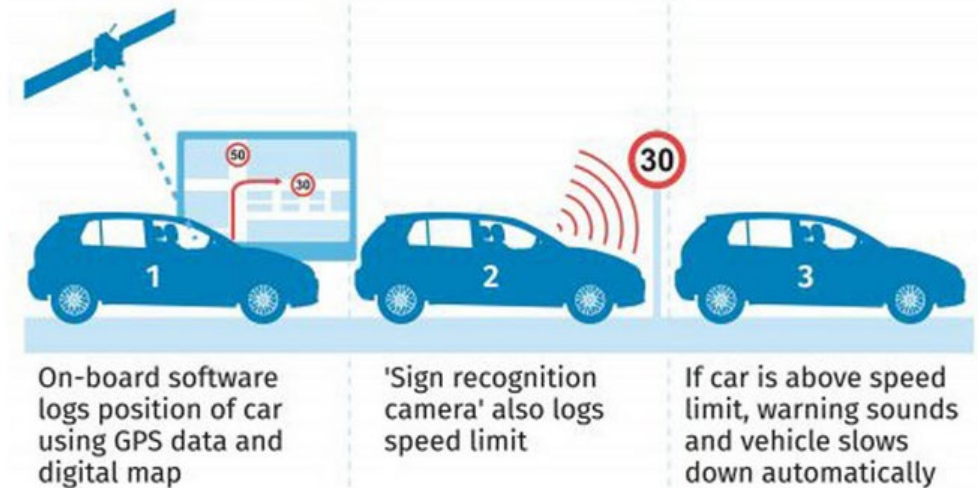 50
30
30
1
2
3
On-board software
logs position of car
using GPS data and
digital map
'Sign recognition
camera' also logs
speed limit
If car is above speed
limit, warning sounds
and vehicle slows
down automatically